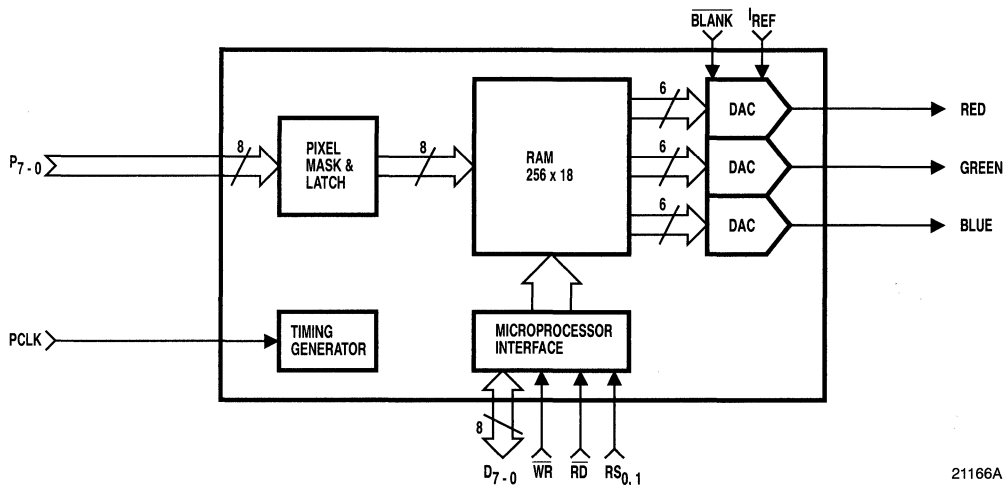 BLANK IREF
6
DAC
RED
P7-0
8
PIXEL
MASK &
LATCH
8
RAM
256 x 18
6
DAC
GREEN
6
DAC
BLUE
PCLK
TIMING
GENERATOR
MICROPROCESSOR
INTERFACE
8
D7-0 WR RD RS0, 1
21166A